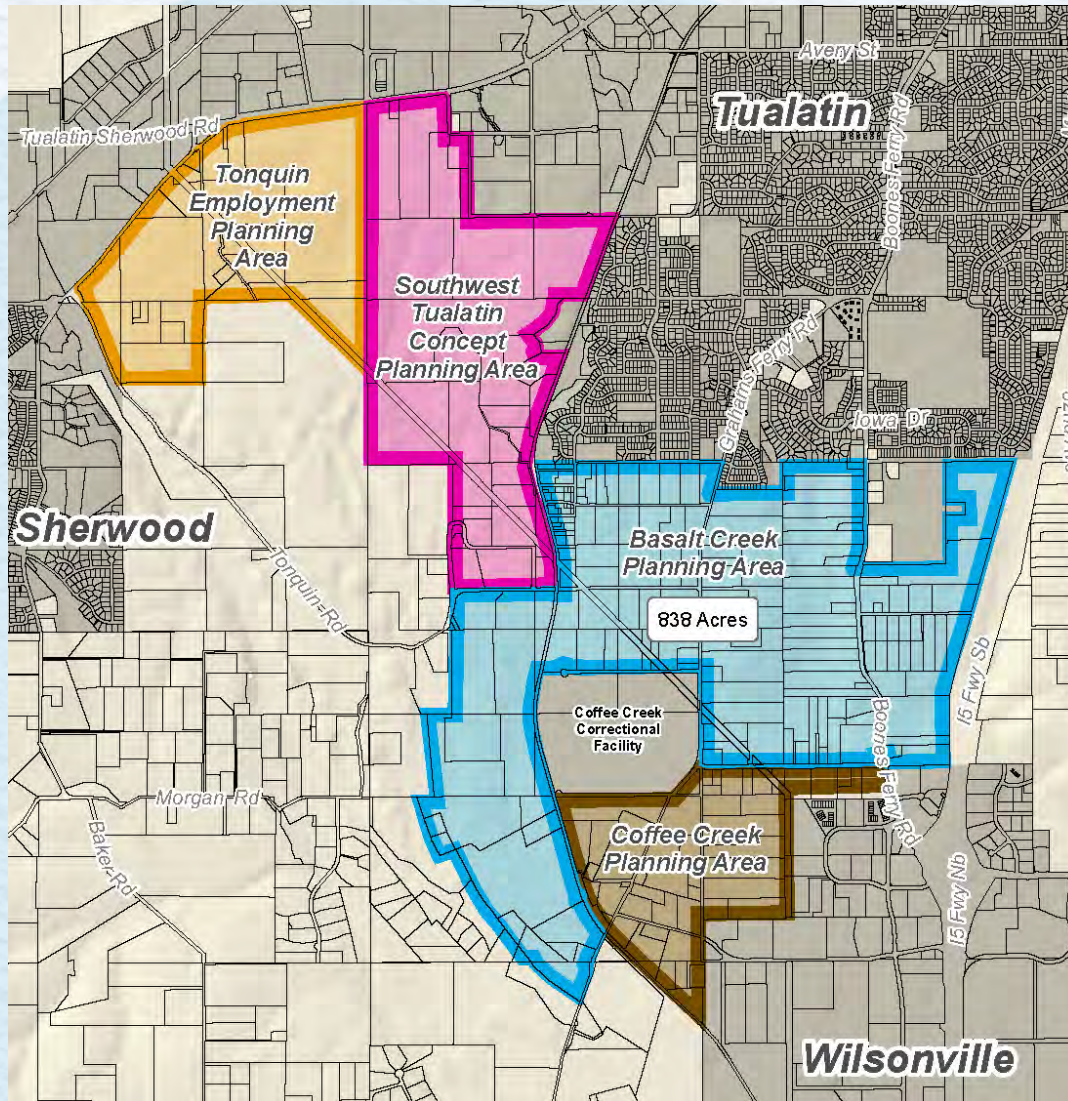 Avery St
Tualatin
Boones Ferry Rd
Tualatin Sherwood Rd
Tonquin
Employment
Planning
Area
Southwest
Tualatin
Concept
Planning Area
Grahams Ferry Rd
Iowa Dr
Sherwood
Basalt Creek
Planning Area
838 Acres
Tonquin Rd
I5 Fwy Sb
Coffee Creek
Correctional
Facility
Boones Ferry Rd
Morgan Rd
Baker Rd
Coffee Creek
Planning Area
I5 Fwy Nb
Wilsonville